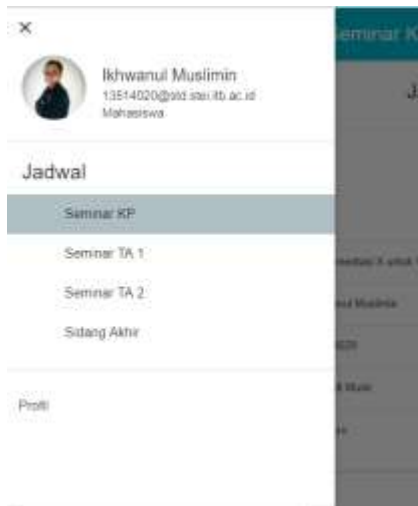 Ikhwanul Muslimin
13514020@std.stei.itb.ac.id
Mahasiswa
Jadwal
Seminar KP
Seminar TA 1
Seminar TA 2
Sidang Akhir
Profil
Seminar K
J